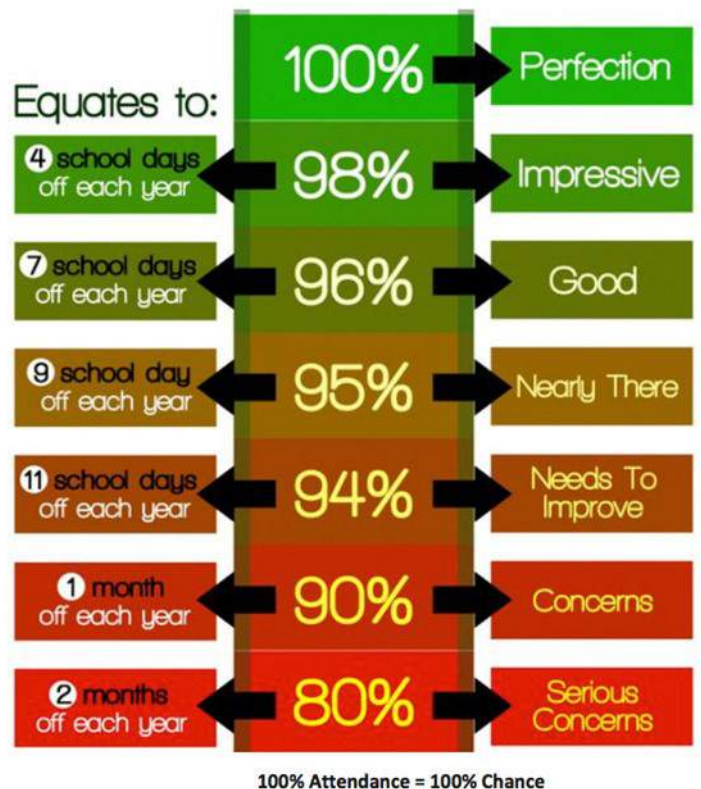 100%
Perfection
Equates to:
4 school days
off each year
98%
Impressive
7 school days
off each year
96%
Good
9 school day
off each year
95%
Nearly There
11 school days
off each year
94%
Needs To
Improve
1 month
off each year
90%
Concerns
2 months
off each year
80%
Serious
Concerns
100% Attendance = 100% Chance